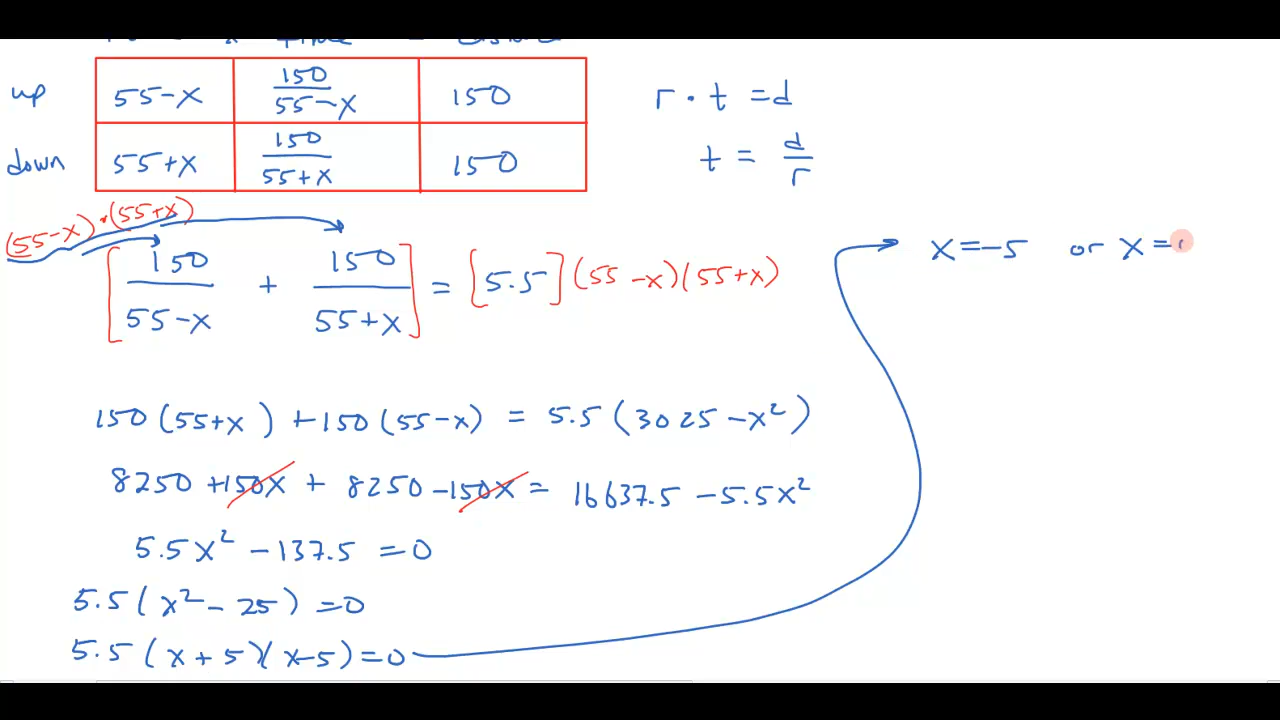 up 55-x 150/(55-x) 150
r · t = d
down 55+x 150/(55+x) 150
t = d/r
(55-x)·(55+x)
[150/(55-x) + 150/(55+x)] = [5.5](55-x)(55+x)
x=-5 or x=
150(55+x) +150(55-x) = 5.5(3025-x²)
8250 +150x + 8250 -150x = 16637.5 -5.5x²
5.5x² -137.5 =0
5.5(x²-25) =0
5.5(x+5)(x-5)=0